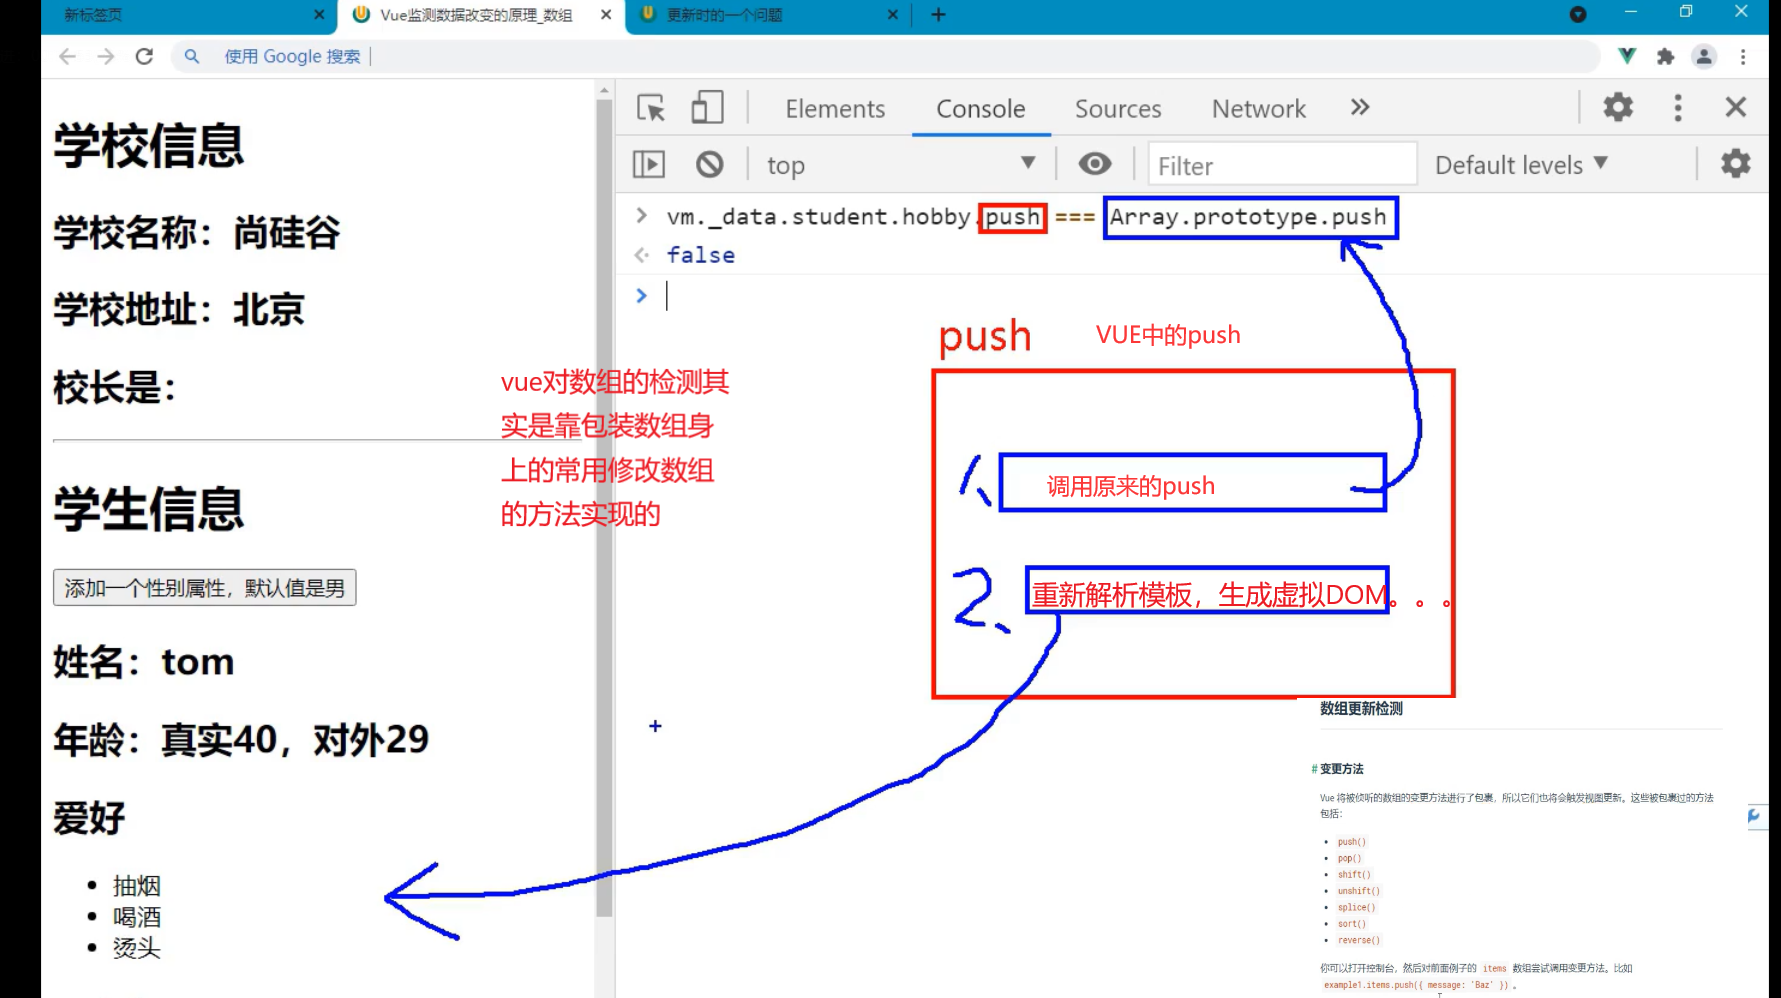 新标签页
Vue监测数据改变的原理_数组
更新时的一个问题
使用 Google 搜索
学校信息
学校名称：尚硅谷
学校地址：北京
校长是：
学生信息
添加一个性别属性，默认值是男
姓名：tom
年龄：真实40，对外29
爱好
抽烟
喝酒
烫头
vue对数组的检测其
实是靠包装数组身
上的常用修改数组
的方法实现的
Elements Console Sources Network
top Filter Default levels
vm._data.student.hobby.push === Array.prototype.push
false
push VUE中的push
1、 调用原来的push
2、 重新解析模板，生成虚拟DOM。。。
数组更新检测
# 变更方法
Vue 将被侦听的数组的变更方法进行了包裹，所以它们也将会触发视图更新。这些被包裹过的方法
包括：
push()
pop()
shift()
unshift()
splice()
sort()
reverse()
你可以打开控制台，然后对前面例子的 items 数组尝试调用变更方法。比如
example1.items.push({ message: 'Baz' }) 。